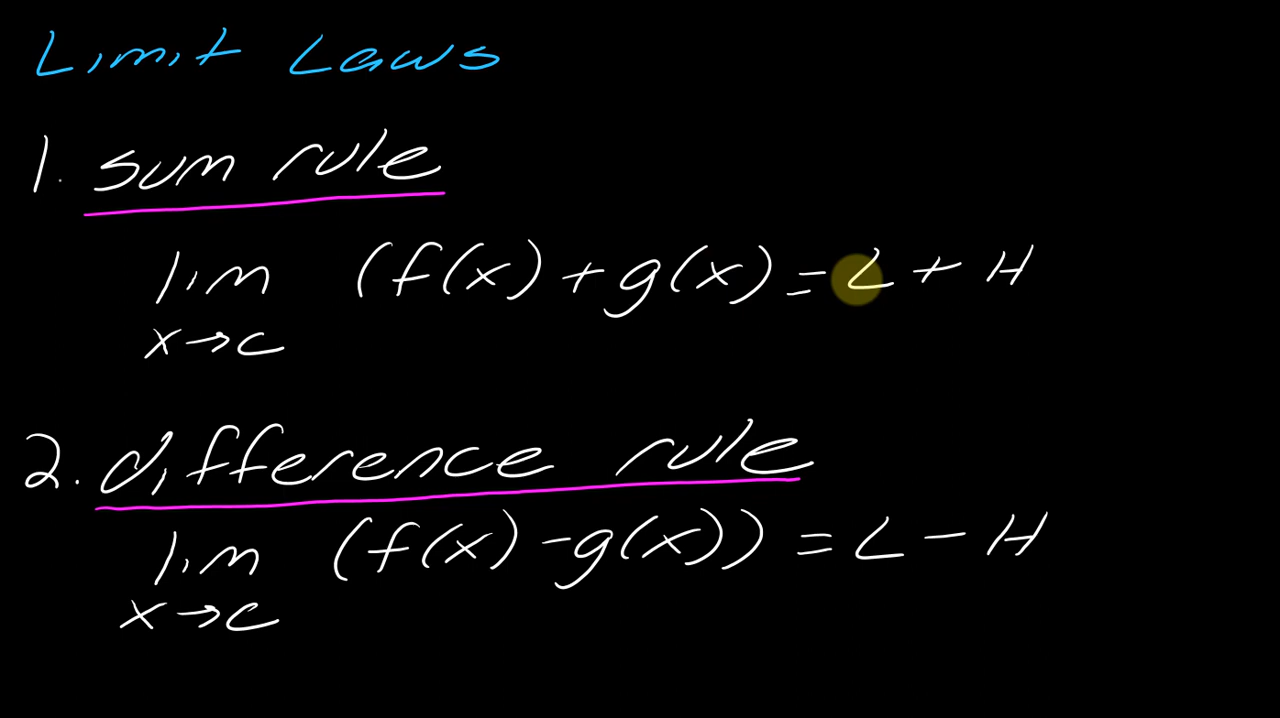 Limit Laws
1. sum rule
lim (f(x) + g(x) = L + H
x→c
2. difference rule
lim (f(x) - g(x)) = L - H
x→c